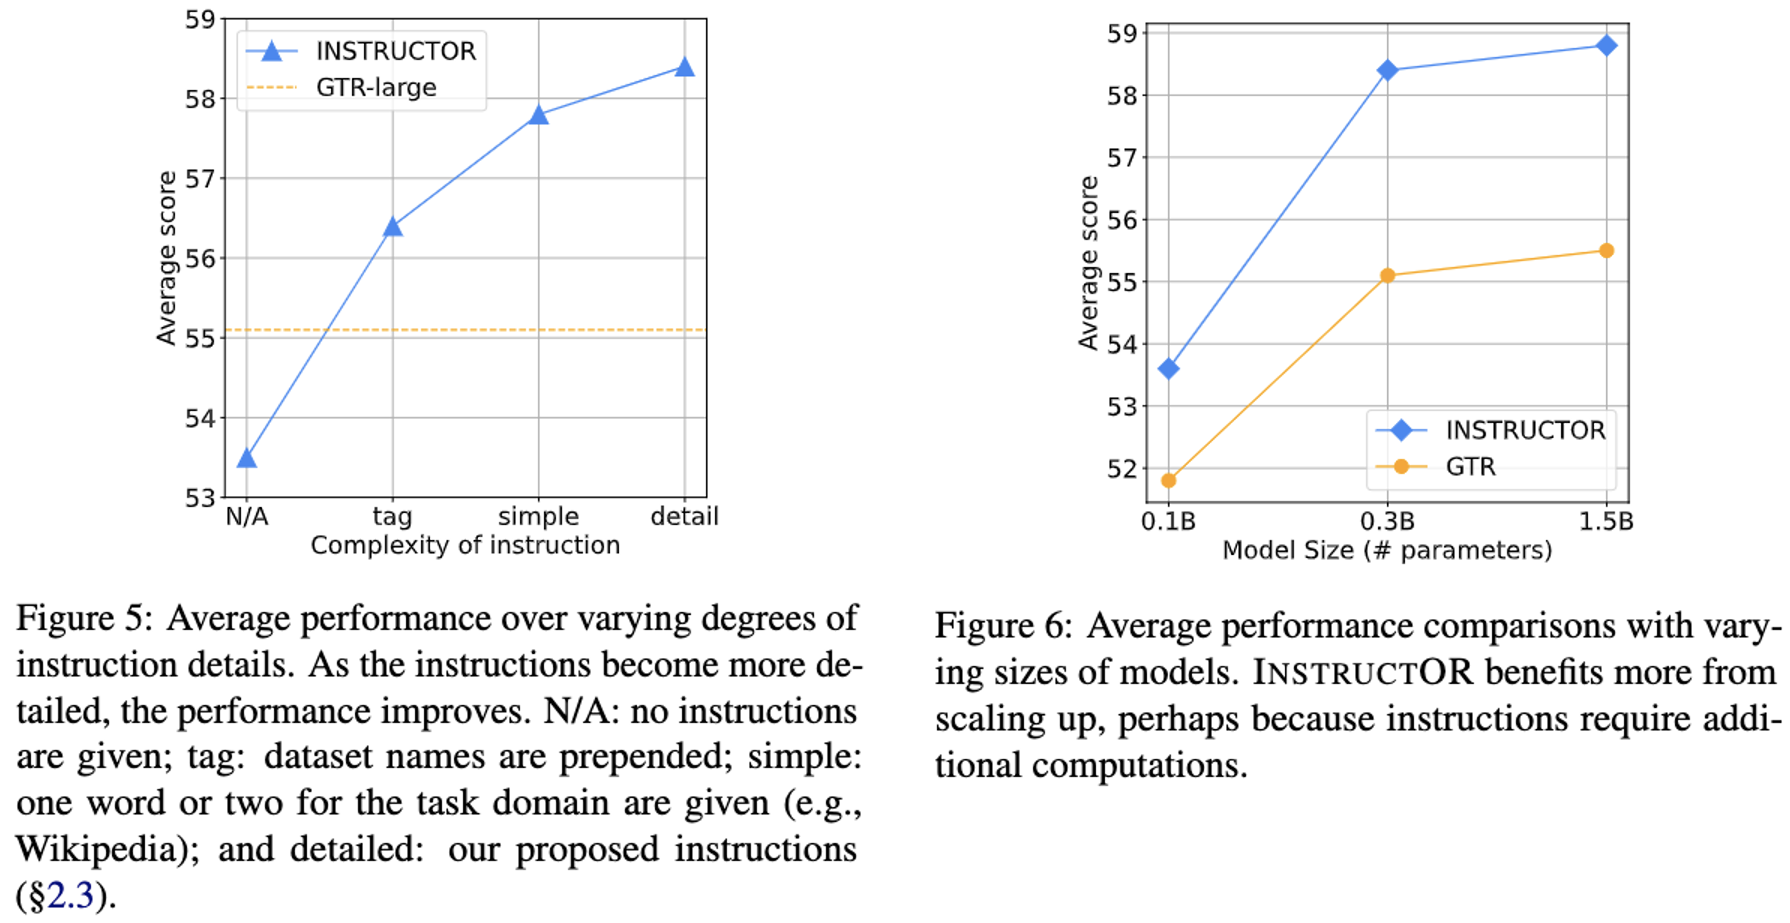 59
58
57
56
55
54
53
Average score
INSTRUCTOR
GTR-large
N/A tag simple detail
Complexity of instruction
Figure 5: Average performance over varying degrees of
instruction details. As the instructions become more de-
tailed, the performance improves. N/A: no instructions
are given; tag: dataset names are prepended; simple:
one word or two for the task domain are given (e.g.,
Wikipedia); and detailed: our proposed instructions
(§2.3).
59
58
57
56
55
54
53
52
Average score
INSTRUCTOR
GTR
0.1B 0.3B 1.5B
Model Size (# parameters)
Figure 6: Average performance comparisons with vary-
ing sizes of models. INSTRUCTOR benefits more from
scaling up, perhaps because instructions require addi-
tional computations.